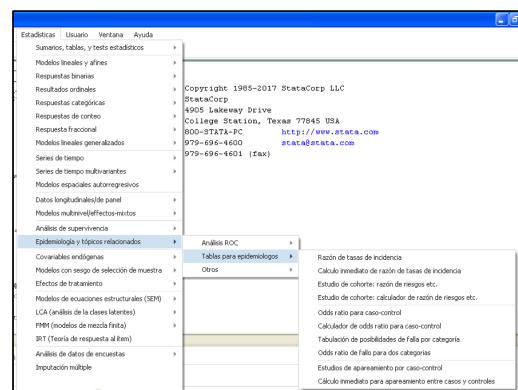 Estadísticas Usuario Ventana Ayuda
Sumarios, tablas, y tests estadísticos
Modelos lineales y afines
Respuestas binarias
Resultados ordinales
Respuestas categóricas
Respuestas de conteo
Respuesta fraccional
Modelos lineales generalizados
Series de tiempo
Series de tiempo multivariantes
Modelos espaciales autorregresivos
Datos longitudinales/de panel
Modelos multinivel/effectos-mixtos
Análisis de supervivencia
Epidemiología y tópicos relacionados
Covariables endógenas
Modelos con sesgo de selección de muestra
Efectos de tratamiento
Modelos de ecuaciones estructurales (SEM)
LCA (análisis de la clases latentes)
FMM (modelos de mezcla finita)
IRT (Teoría de respuesta al ítem)
Análisis de datos de encuestas
Imputación múltiple
Copyright 1985-2017 StataCorp LLC
StataCorp
4905 Lakeway Drive
College Station, Texas 77845 USA
800-STATA-PC http://www.stata.com
979-696-4600 stata@stata.com
979-696-4601 (fax)
Análisis ROC
Tablas para epidemiologos
Otros
Razón de tasas de incidencia
Calculo inmediato de razón de tasas de incidencia
Estudio de cohorte: razón de riesgos etc.
Estudio de cohorte: calculador de razón de riesgos etc.
Odds ratio para caso-control
Calculador de odds ratio para caso-control
Tabulación de posibilidades de falla por categoría
Odds ratio de fallo para dos categorias
Estudios de apareamiento por caso-control
Cálculo inmediato para apareamiento entre casos y controles